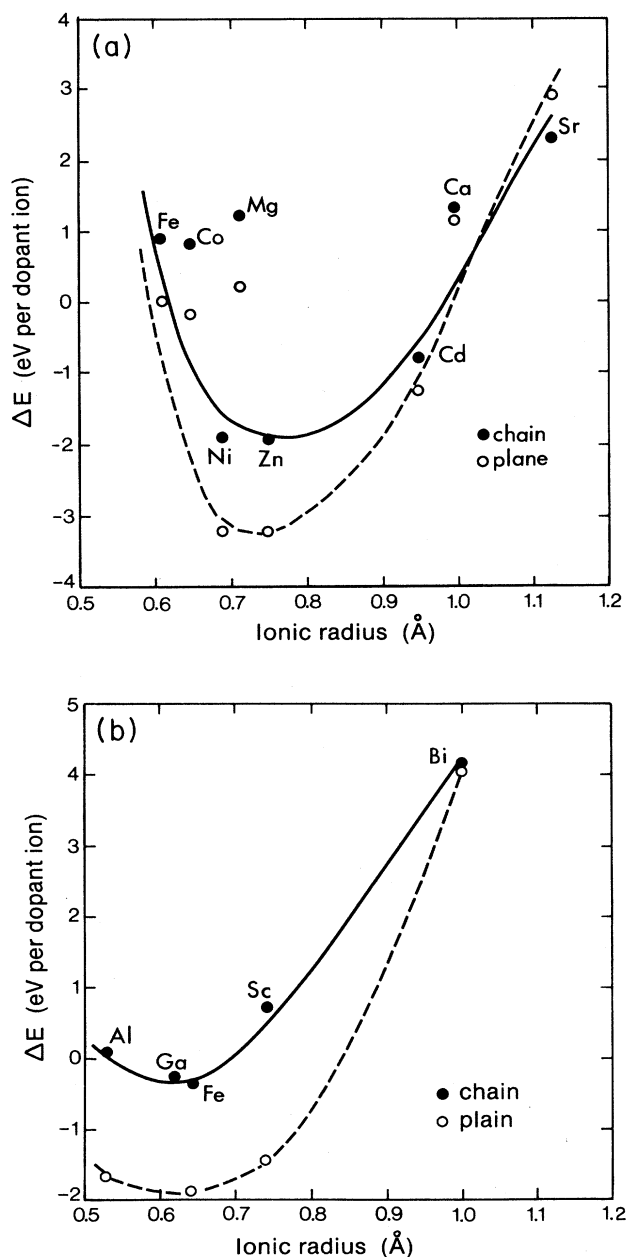 (a)
4
3
2
1
0
−1
−2
−3
−4
ΔE (eV per dopant ion)
Fe
Co
Mg
Ni
Zn
Ca
Cd
Sr
● chain
○ plane
0.5 0.6 0.7 0.8 0.9 1.0 1.1 1.2
Ionic radius (Å)
(b)
5
4
3
2
1
0
−1
−2
ΔE (eV per dopant ion)
Al
Ga
Fe
Sc
Bi
● chain
○ plain
0.5 0.6 0.7 0.8 0.9 1.0 1.1 1.2
Ionic radius (Å)